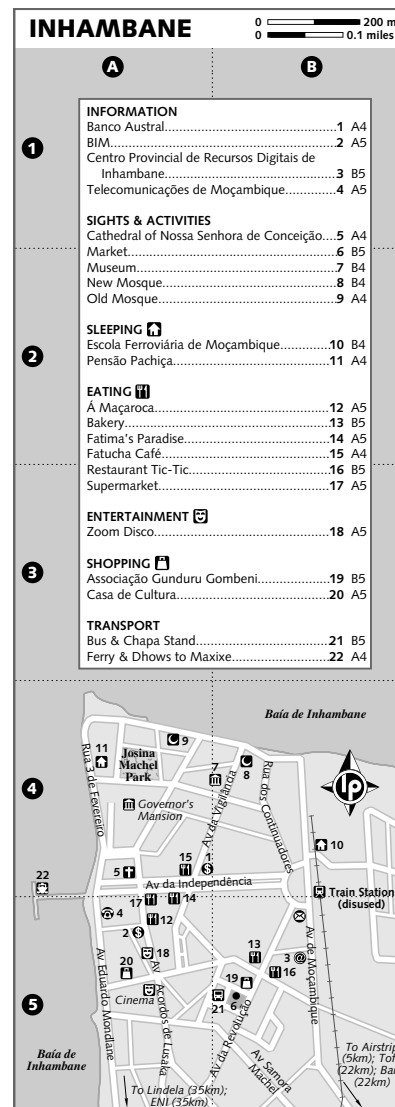 INHAMBANE
0 200 m
0 0.1 miles
A B
1
INFORMATION
Banco Austral....................................1 A4
BIM..................................................2 A5
Centro Provincial de Recursos Digitais de
Inhambane....................................3 B5
Telecomunicações de Moçambique............4 A5
SIGHTS & ACTIVITIES
Cathedral of Nossa Senhora de Conceição....5 A4
Market..............................................6 B5
Museum............................................7 B4
New Mosque......................................8 B4
Old Mosque.......................................9 A4
2
SLEEPING
Escola Ferroviária de Moçambique.............10 B4
Pensão Pachiça..................................11 A4
EATING
Á Maçaroca......................................12 A5
Bakery.............................................13 B5
Fatima's Paradise...............................14 A5
Fatucha Café.....................................15 A4
Restaurant Tic-Tic...............................16 B5
Supermarket......................................17 A5
3
ENTERTAINMENT
Zoom Disco.......................................18 A5
SHOPPING
Associação Gunduru Gombeni................19 B5
Casa de Cultura..................................20 A5
TRANSPORT
Bus & Chapa Stand.............................21 B5
Ferry & Dhows to Maxixe.....................22 A4
4
Baía de Inhambane
lp
9
11
Josina
Machel
Park
7
8
Rua 3 de Fevereiro
Governor's
Mansion
Av da Vigilância
Rua dos Continuadores
10
15
1
5
22
Av da Independência
Train Station
(disused)
17
14
4
12
2
5
18
13
3
16
20
19
Cinema
21
6
Av Eduardo Mondlane
Av Acordos de Lusaka
Av da Revolução
Av de Moçambique
Av Samora
Machel
Baía de
Inhambane
To Lindela (35km);
ENI (35km)
To Airstrip
(5km); Tof
(22km); Bar
(22km)